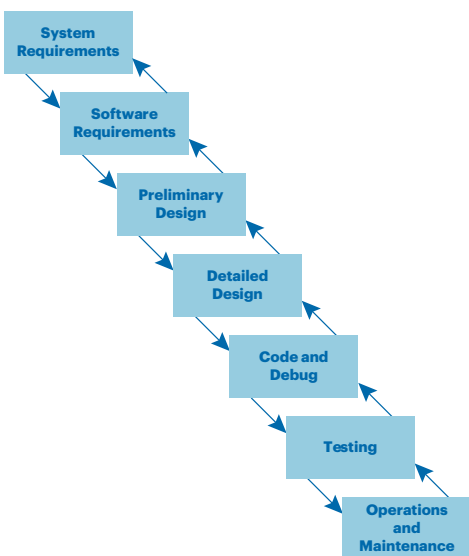 System
Requirements
Software
Requirements
Preliminary
Design
Detailed
Design
Code and
Debug
Testing
Operations
and
Maintenance